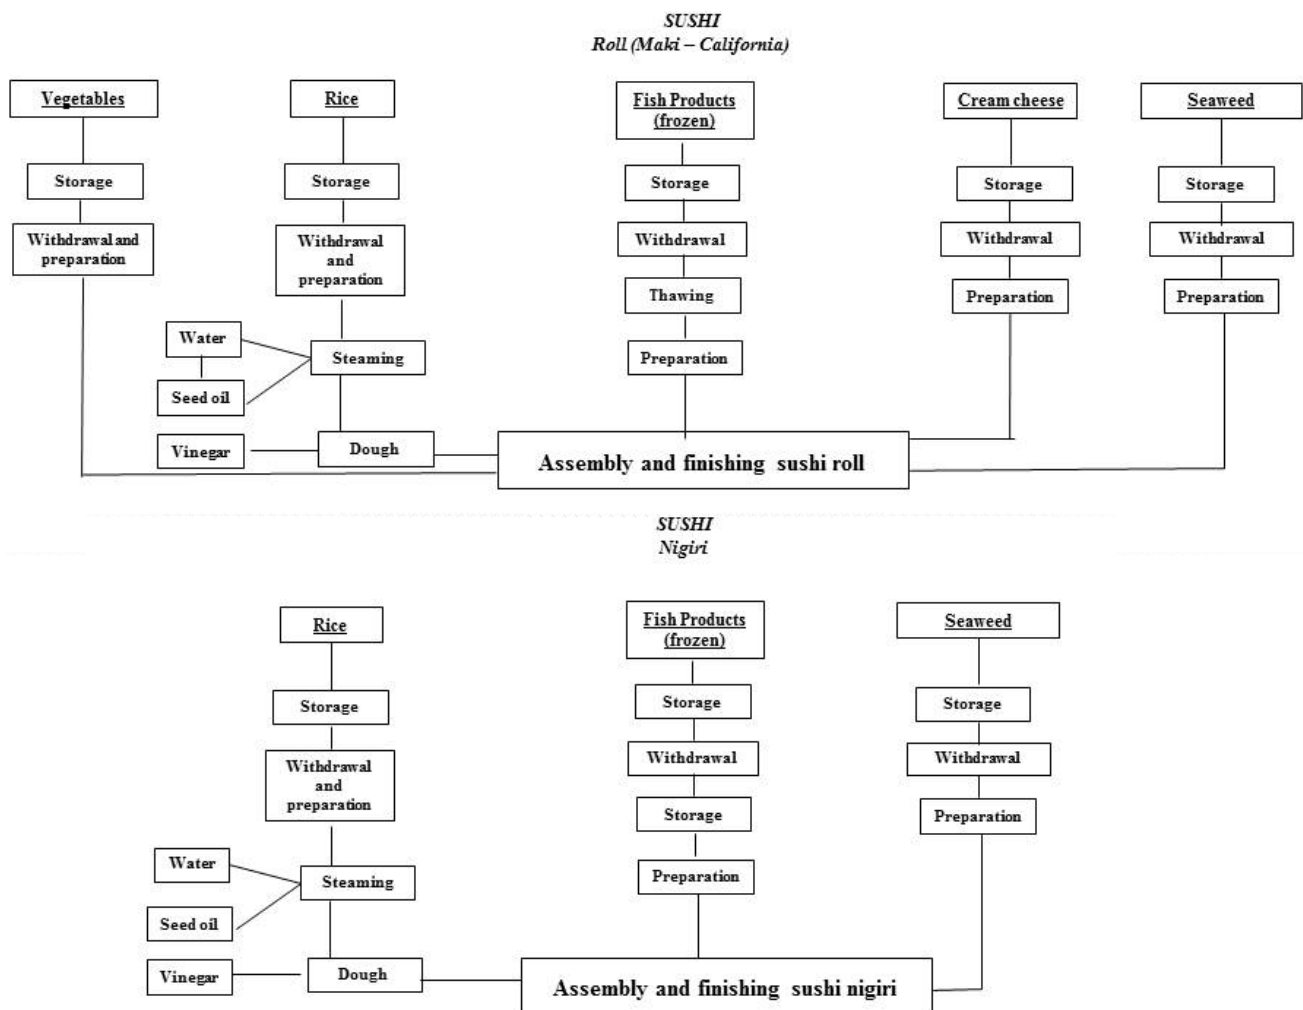 SUSHI
Roll (Maki – California)
Vegetables
Rice
Fish Products
(frozen)
Cream cheese
Seaweed
Storage
Storage
Storage
Storage
Storage
Withdrawal and
preparation
Withdrawal
and
preparation
Withdrawal
Withdrawal
Withdrawal
Thawing
Preparation
Preparation
Water
Steaming
Preparation
Seed oil
Vinegar
Dough
Assembly and finishing sushi roll
SUSHI
Nigiri
Rice
Fish Products
(frozen)
Seaweed
Storage
Storage
Storage
Withdrawal
and
preparation
Withdrawal
Withdrawal
Storage
Preparation
Water
Steaming
Preparation
Seed oil
Vinegar
Dough
Assembly and finishing sushi nigiri